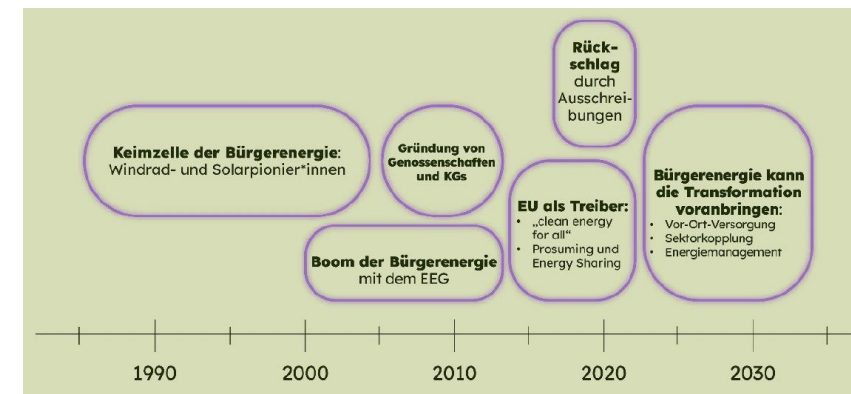 Keimzelle der Bürgerenergie:
Windrad- und Solarpionier*innen
Gründung von
Genossenschaften
und KGs
Boom der Bürgerenergie
mit dem EEG
Rück-
schlag
durch
Ausschrei-
bungen
EU als Treiber:
• „clean energy
for all“
• Prosuming und
Energy Sharing
Bürgerenergie kann
die Transformation
voranbringen:
• Vor-Ort-Versorgung
• Sektorkopplung
• Energiemanagement
1990 2000 2010 2020 2030